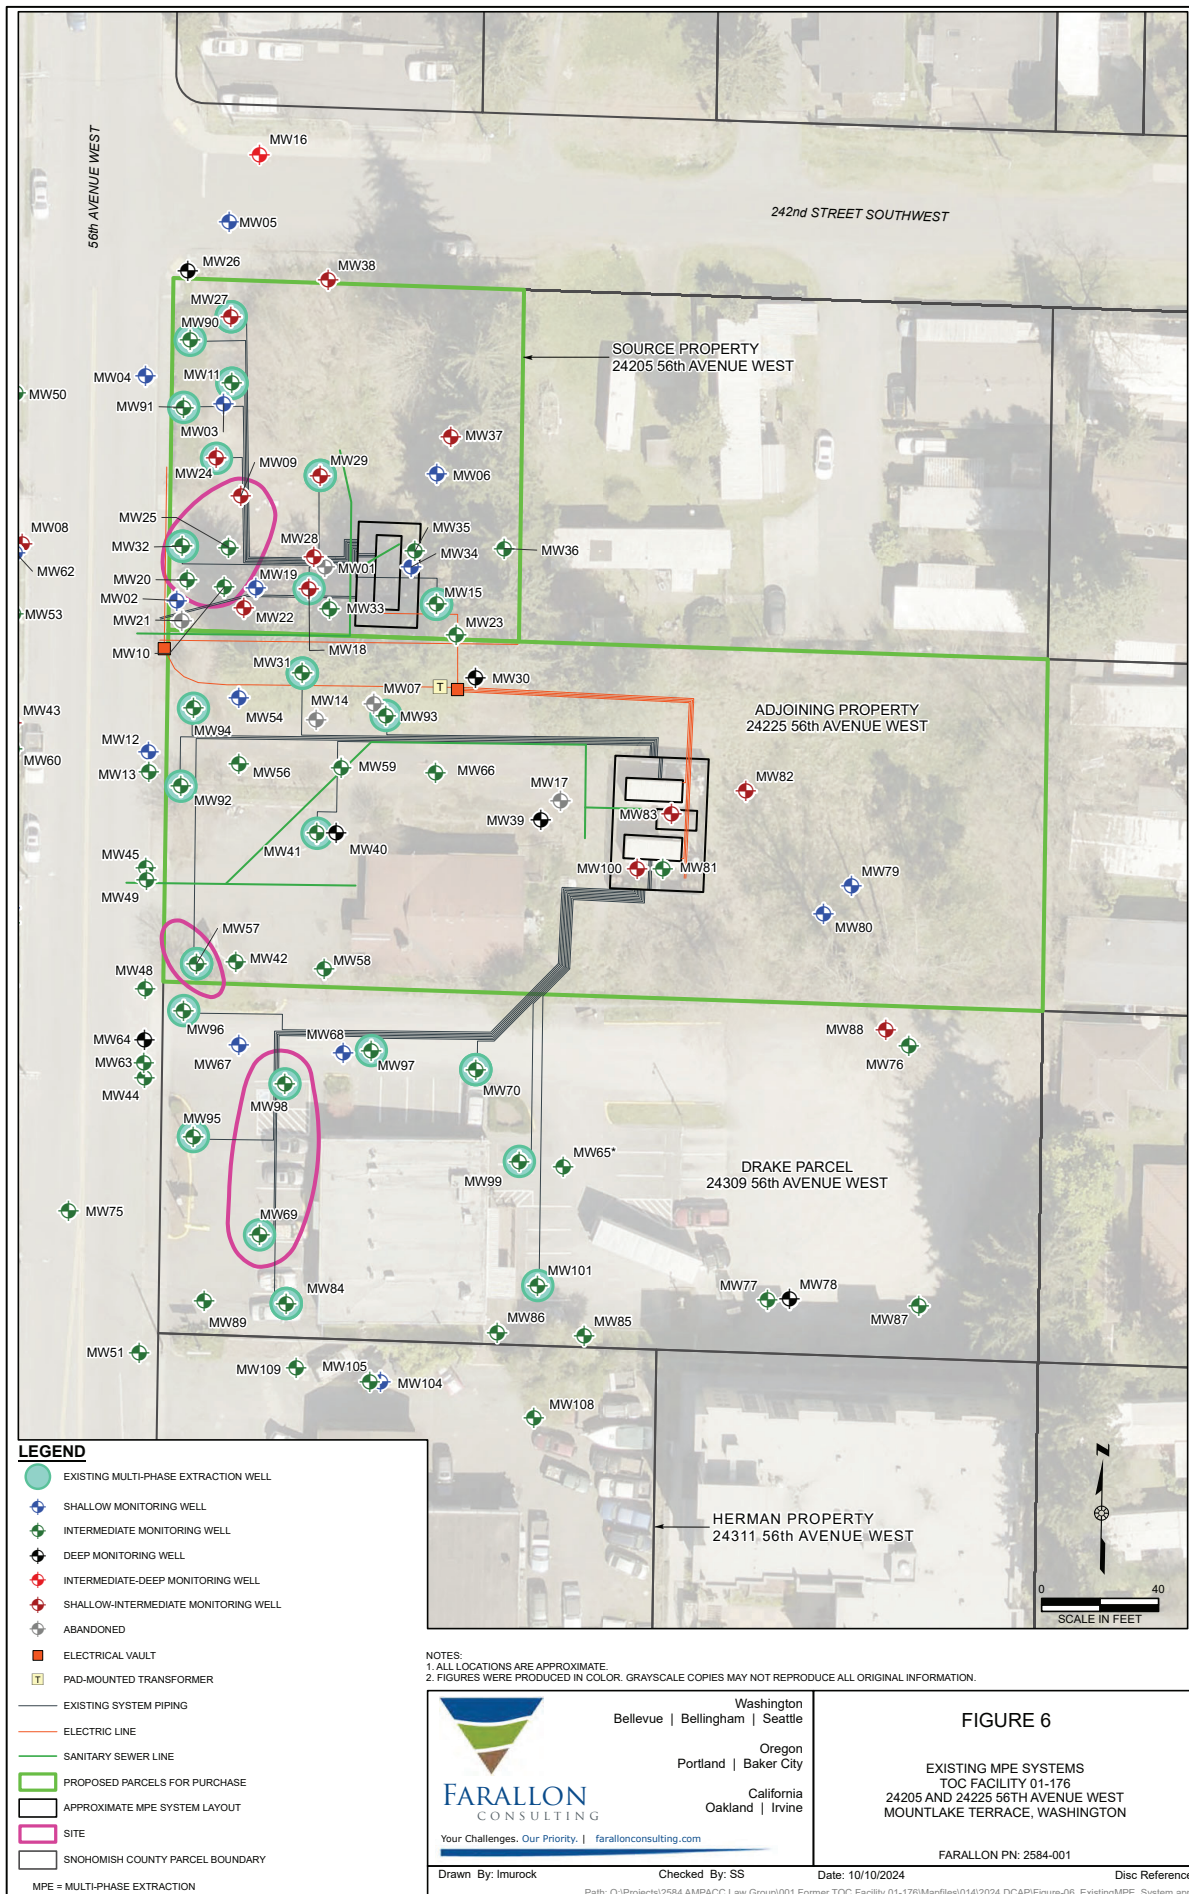 MW16
56th AVENUE WEST
242nd STREET SOUTHWEST
MW05
MW26
MW38
MW27
MW90
SOURCE PROPERTY
24205 56th AVENUE WEST
MW04
MW11
MW50
MW91
MW03
MW37
MW24
MW09
MW29
MW06
MW25
MW35
MW08
MW32
MW28
MW36
MW34
MW62
MW01
MW20
MW19
MW02
MW15
MW53
MW33
MW21
MW22
MW23
MW10
MW18
MW31
MW30
T
MW07
MW14
MW43
MW54
MW93
ADJOINING PROPERTY
24225 56th AVENUE WEST
MW94
MW12
MW60
MW13
MW56
MW59
MW66
MW17
MW82
MW92
MW83
MW39
MW41
MW40
MW45
MW100
MW81
MW79
MW49
MW57
MW80
MW48
MW42
MW58
MW96
MW64
MW68
MW88
MW63
MW67
MW97
MW76
MW44
MW70
MW98
MW95
MW65*
MW99
DRAKE PARCEL
24309 56th AVENUE WEST
MW75
MW69
MW101
MW84
MW77
MW78
MW89
MW86
MW85
MW87
MW51
MW109
MW105
MW104
MW108
HERMAN PROPERTY
24311 56th AVENUE WEST
Z
0 40
SCALE IN FEET
LEGEND
EXISTING MULTI-PHASE EXTRACTION WELL
SHALLOW MONITORING WELL
INTERMEDIATE MONITORING WELL
DEEP MONITORING WELL
INTERMEDIATE-DEEP MONITORING WELL
SHALLOW-INTERMEDIATE MONITORING WELL
ABANDONED
ELECTRICAL VAULT
T PAD-MOUNTED TRANSFORMER
EXISTING SYSTEM PIPING
ELECTRIC LINE
SANITARY SEWER LINE
PROPOSED PARCELS FOR PURCHASE
APPROXIMATE MPE SYSTEM LAYOUT
SITE
SNOHOMISH COUNTY PARCEL BOUNDARY
MPE = MULTI-PHASE EXTRACTION
NOTES:
1. ALL LOCATIONS ARE APPROXIMATE.
2. FIGURES WERE PRODUCED IN COLOR. GRAYSCALE COPIES MAY NOT REPRODUCE ALL ORIGINAL INFORMATION.
FARALLON
CONSULTING
Your Challenges. Our Priority. | farallonconsulting.com
Washington
Bellevue | Bellingham | Seattle
Oregon
Portland | Baker City
California
Oakland | Irvine
FIGURE 6
EXISTING MPE SYSTEMS
TOC FACILITY 01-176
24205 AND 24225 56TH AVENUE WEST
MOUNTLAKE TERRACE, WASHINGTON
FARALLON PN: 2584-001
Drawn By: lmurock Checked By: SS Date: 10/10/2024 Disc Reference